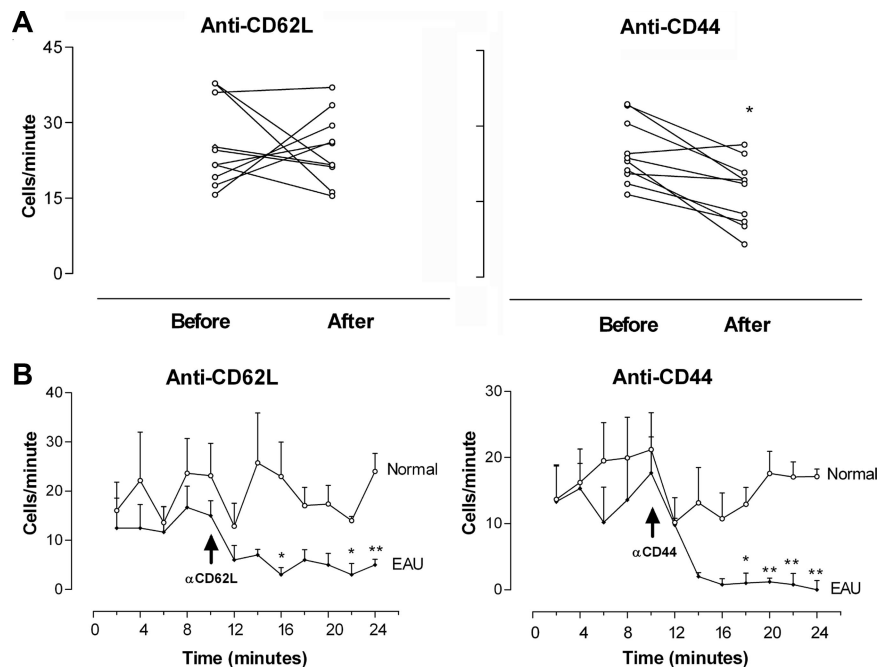 A
Anti-CD62L
Anti-CD44
45
30
15
0
Cells/minute
*
Before
After
Before
After
B
Anti-CD62L
Anti-CD44
40
30
20
10
0
Cells/minute
Normal
EAU
αCD62L
*
*
**
0 4 8 12 16 20 24
Time (minutes)
30
20
10
0
Cells/minute
Normal
EAU
αCD44
*
**
**
**
0 4 8 12 16 20 24
Time (minutes)